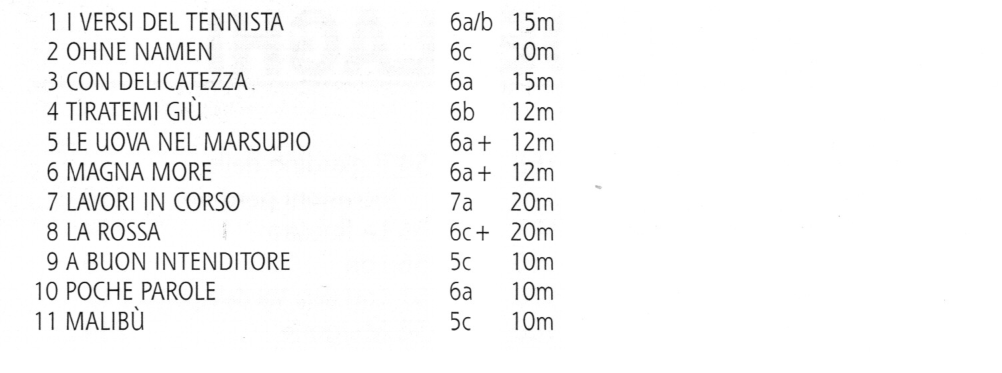 1 I VERSI DEL TENNISTA 6a/b 15m
2 OHNE NAMEN 6c 10m
3 CON DELICATEZZA 6a 15m
4 TIRATEMI GIÙ 6b 12m
5 LE UOVA NEL MARSUPIO 6a+ 12m
6 MAGNA MORE 6a+ 12m
7 LAVORI IN CORSO 7a 20m
8 LA ROSSA 6c+ 20m
9 A BUON INTENDITORE 5c 10m
10 POCHE PAROLE 6a 10m
11 MALIBÙ 5c 10m